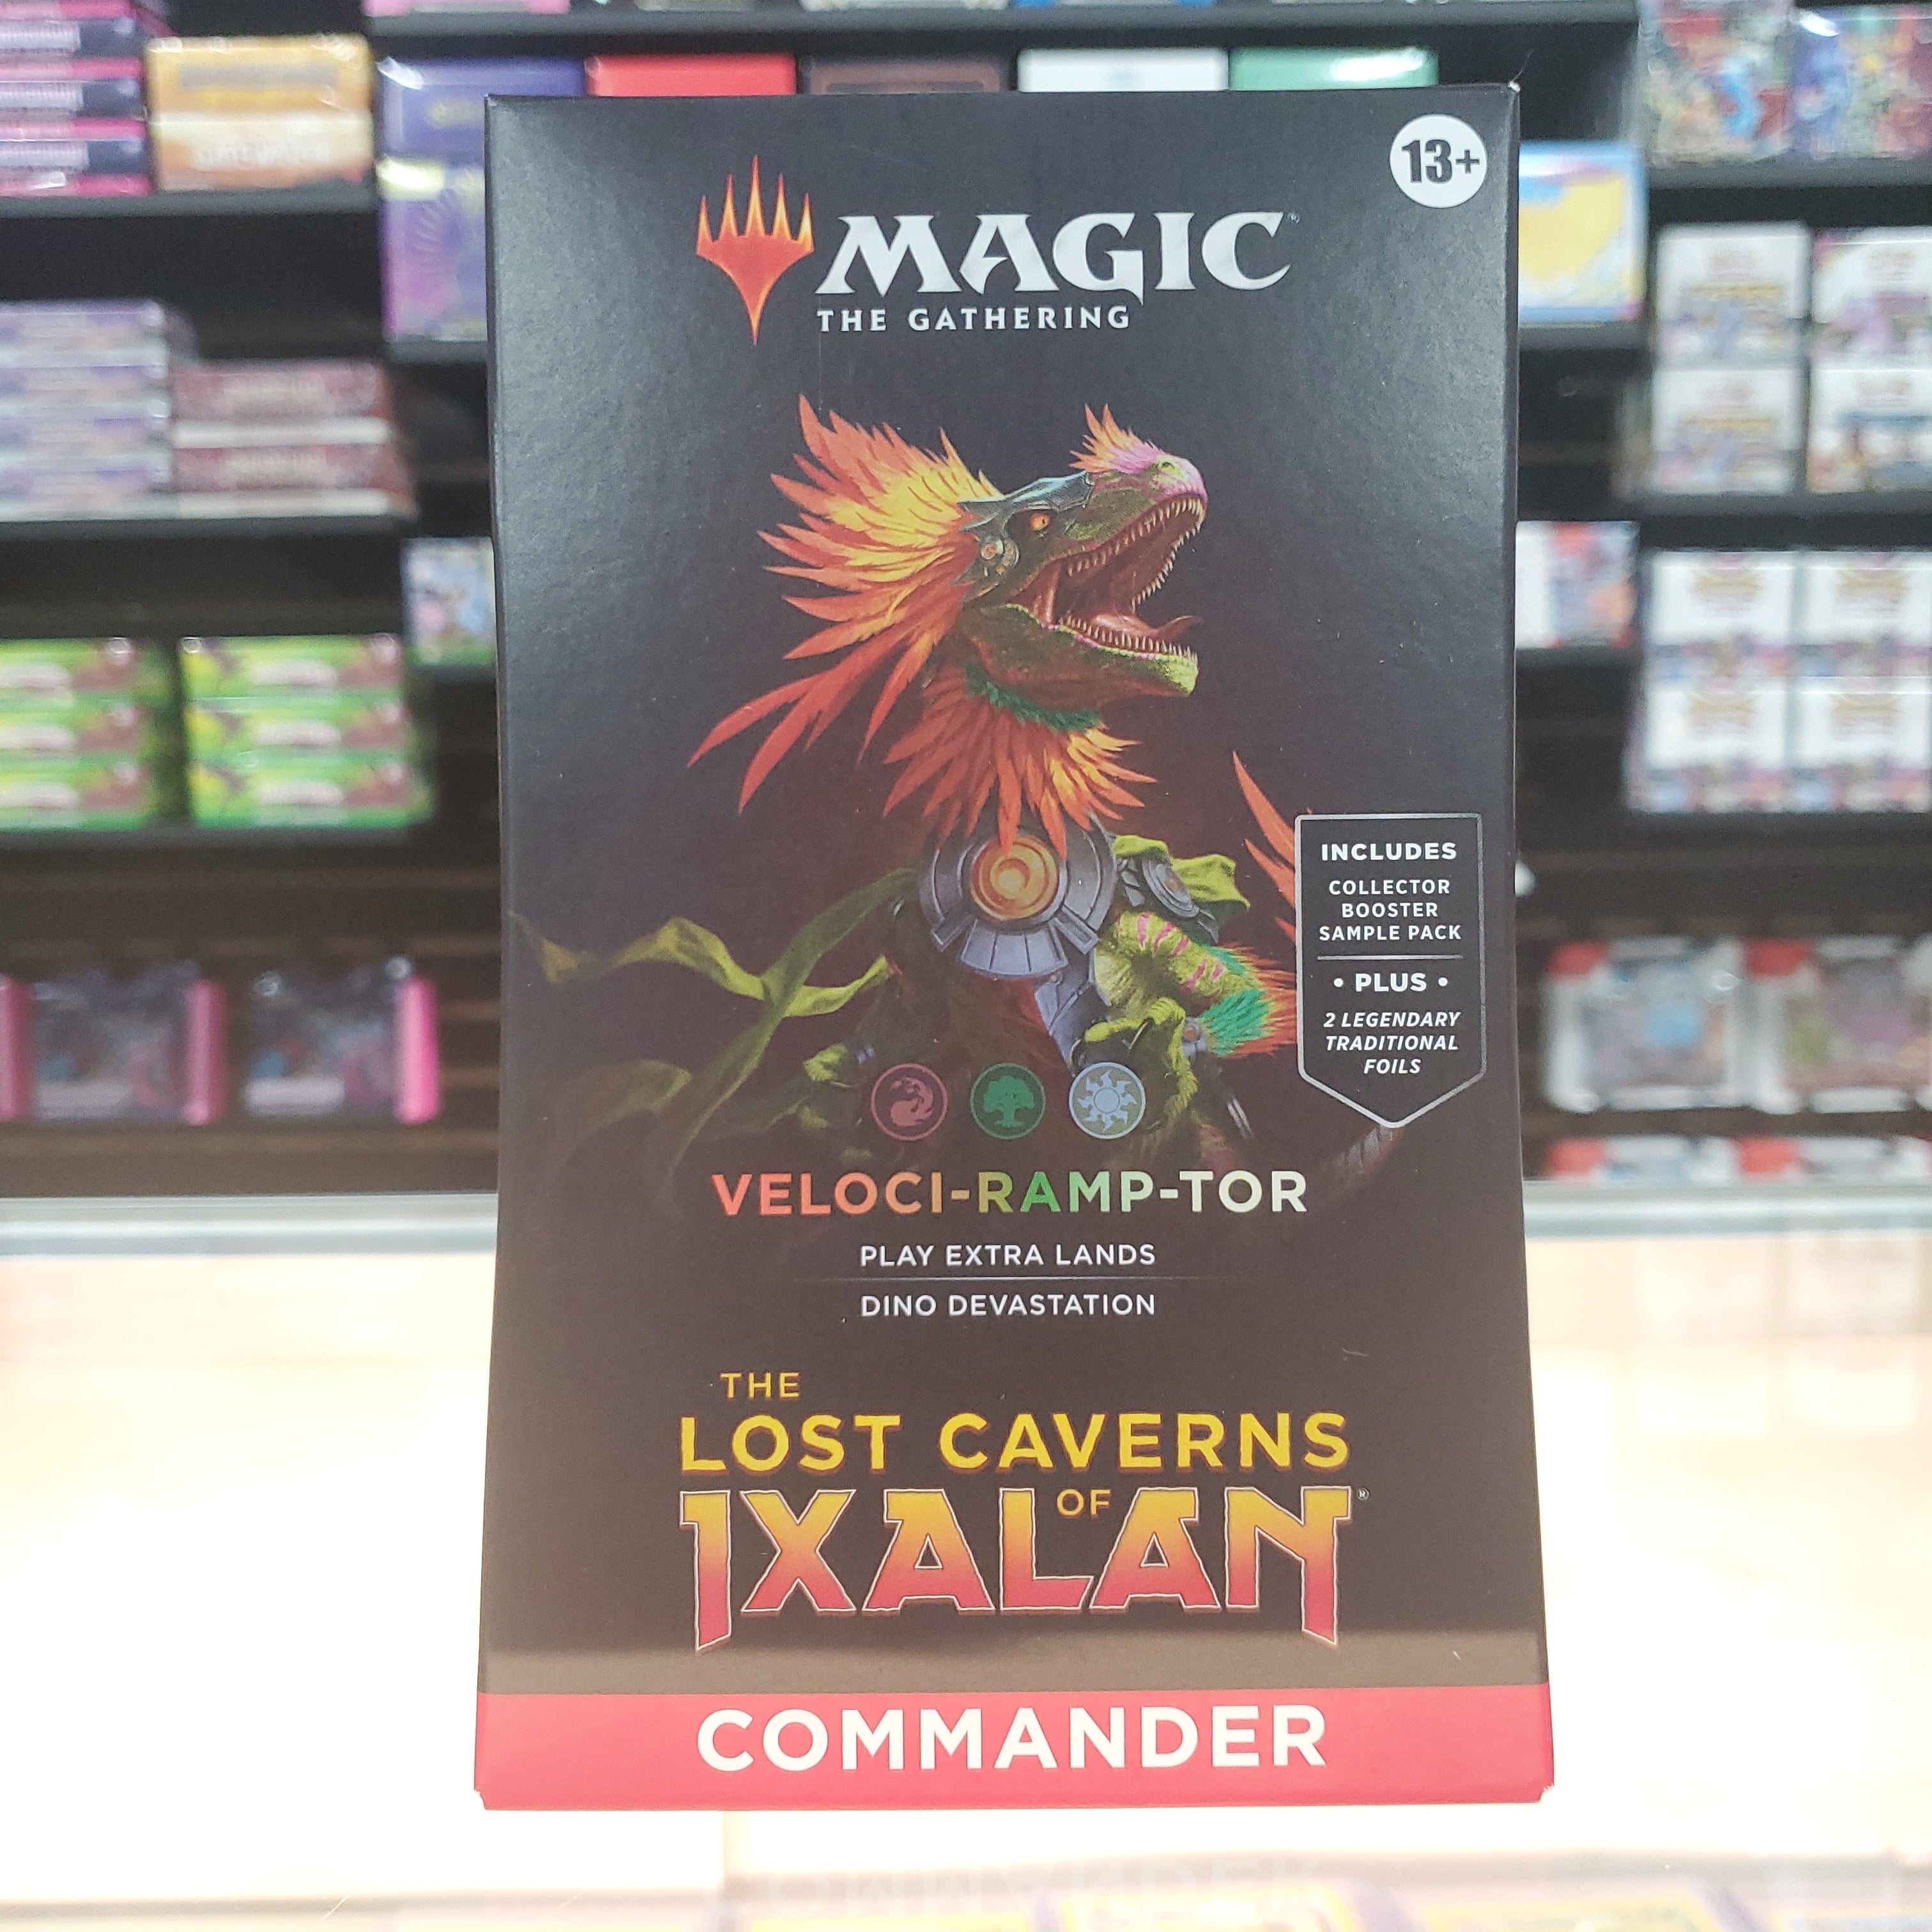 13+
MAGIC®
THE GATHERING
INCLUDES
COLLECTOR
BOOSTER
SAMPLE PACK
• PLUS •
2 LEGENDARY
TRADITIONAL
FOILS
VELOCI-RAMP-TOR
PLAY EXTRA LANDS
DINO DEVASTATION
THE
LOST CAVERNS
OF
IXALAN®
COMMANDER